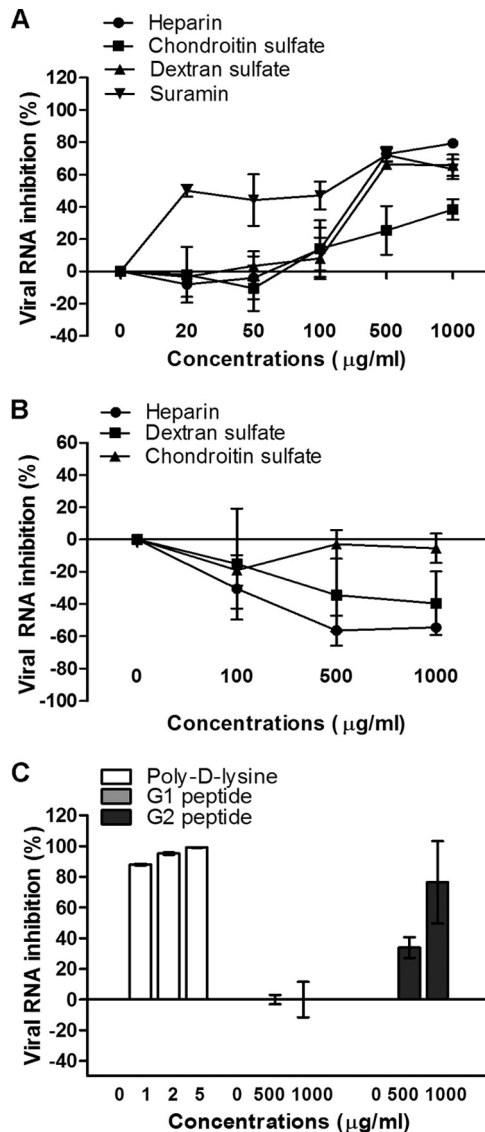 A
Heparin
Chondroitin sulfate
Dextran sulfate
Suramin
Viral RNA inhibition (%)
120
100
80
60
40
20
0
-20
-40
0 20 50 100 500 1000
Concentrations ( μg/ml)
B
Heparin
Dextran sulfate
Chondroitin sulfate
Viral RNA inhibition (%)
60
40
20
0
-20
-40
-60
-80
-100
0 100 500 1000
Concentrations ( μg/ml)
C
Poly-D-lysine
G1 peptide
G2 peptide
Viral RNA inhibition (%)
120
100
80
60
40
20
0
-20
-40
0 1 2 5 0 500 1000 0 500 1000
Concentrations (μg/ml)